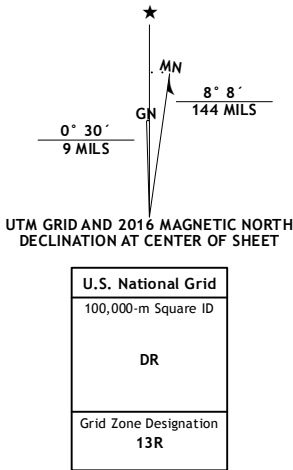 ★
MN
GN
8° 8´
144 MILS
0° 30´
9 MILS
UTM GRID AND 2016 MAGNETIC NORTH
DECLINATION AT CENTER OF SHEET
U.S. National Grid
100,000-m Square ID
DR
Grid Zone Designation
13R